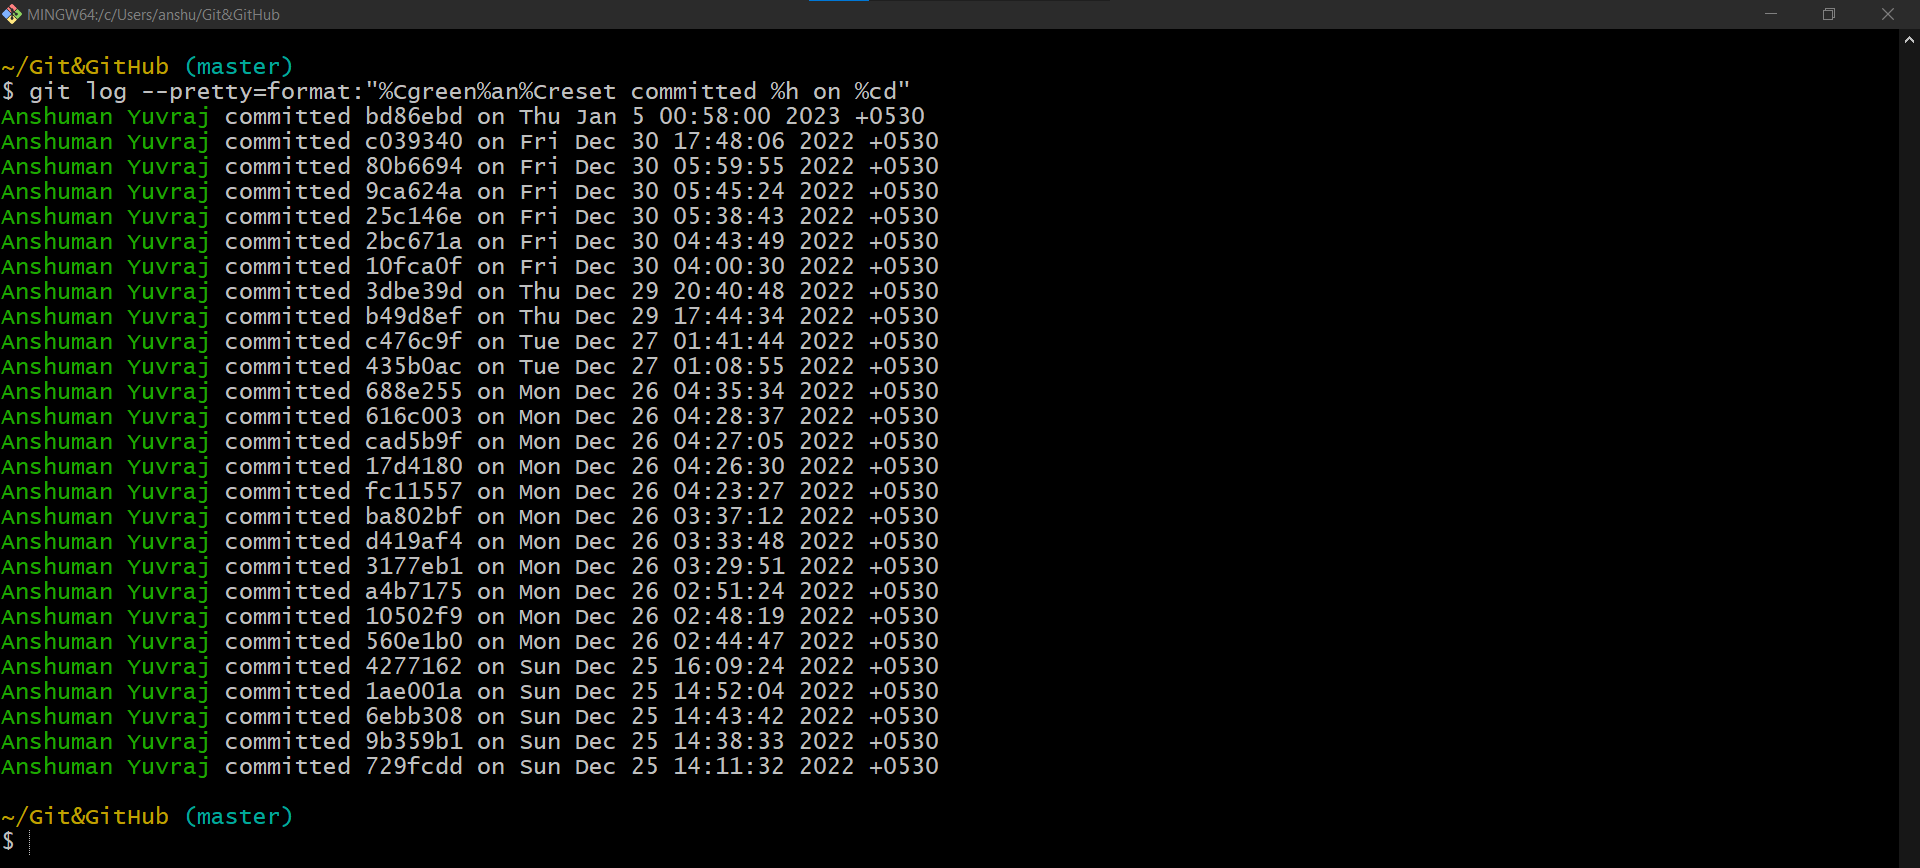 MINGW64:/c/Users/anshu/Git&GitHub
~/Git&GitHub (master)
$ git log --pretty=format:"%Cgreen%an%Creset committed %h on %cd"
Anshuman Yuvraj committed bd86ebd on Thu Jan 5 00:58:00 2023 +0530
Anshuman Yuvraj committed c039340 on Fri Dec 30 17:48:06 2022 +0530
Anshuman Yuvraj committed 80b6694 on Fri Dec 30 05:59:55 2022 +0530
Anshuman Yuvraj committed 9ca624a on Fri Dec 30 05:45:24 2022 +0530
Anshuman Yuvraj committed 25c146e on Fri Dec 30 05:38:43 2022 +0530
Anshuman Yuvraj committed 2bc671a on Fri Dec 30 04:43:49 2022 +0530
Anshuman Yuvraj committed 10fca0f on Fri Dec 30 04:00:30 2022 +0530
Anshuman Yuvraj committed 3dbe39d on Thu Dec 29 20:40:48 2022 +0530
Anshuman Yuvraj committed b49d8ef on Thu Dec 29 17:44:34 2022 +0530
Anshuman Yuvraj committed c476c9f on Tue Dec 27 01:41:44 2022 +0530
Anshuman Yuvraj committed 435b0ac on Tue Dec 27 01:08:55 2022 +0530
Anshuman Yuvraj committed 688e255 on Mon Dec 26 04:35:34 2022 +0530
Anshuman Yuvraj committed 616c003 on Mon Dec 26 04:28:37 2022 +0530
Anshuman Yuvraj committed cad5b9f on Mon Dec 26 04:27:05 2022 +0530
Anshuman Yuvraj committed 17d4180 on Mon Dec 26 04:26:30 2022 +0530
Anshuman Yuvraj committed fc11557 on Mon Dec 26 04:23:27 2022 +0530
Anshuman Yuvraj committed ba802bf on Mon Dec 26 03:37:12 2022 +0530
Anshuman Yuvraj committed d419af4 on Mon Dec 26 03:33:48 2022 +0530
Anshuman Yuvraj committed 3177eb1 on Mon Dec 26 03:29:51 2022 +0530
Anshuman Yuvraj committed a4b7175 on Mon Dec 26 02:51:24 2022 +0530
Anshuman Yuvraj committed 10502f9 on Mon Dec 26 02:48:19 2022 +0530
Anshuman Yuvraj committed 560e1b0 on Mon Dec 26 02:44:47 2022 +0530
Anshuman Yuvraj committed 4277162 on Sun Dec 25 16:09:24 2022 +0530
Anshuman Yuvraj committed 1ae001a on Sun Dec 25 14:52:04 2022 +0530
Anshuman Yuvraj committed 6ebb308 on Sun Dec 25 14:43:42 2022 +0530
Anshuman Yuvraj committed 9b359b1 on Sun Dec 25 14:38:33 2022 +0530
Anshuman Yuvraj committed 729fcdd on Sun Dec 25 14:11:32 2022 +0530
~/Git&GitHub (master)
$